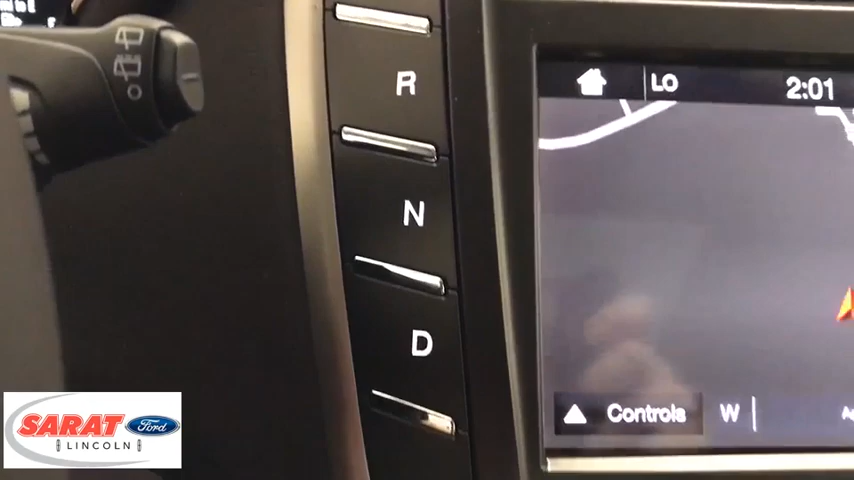 R
N
D
LO
2:01
Controls
W
SARAT
Ford
LINCOLN